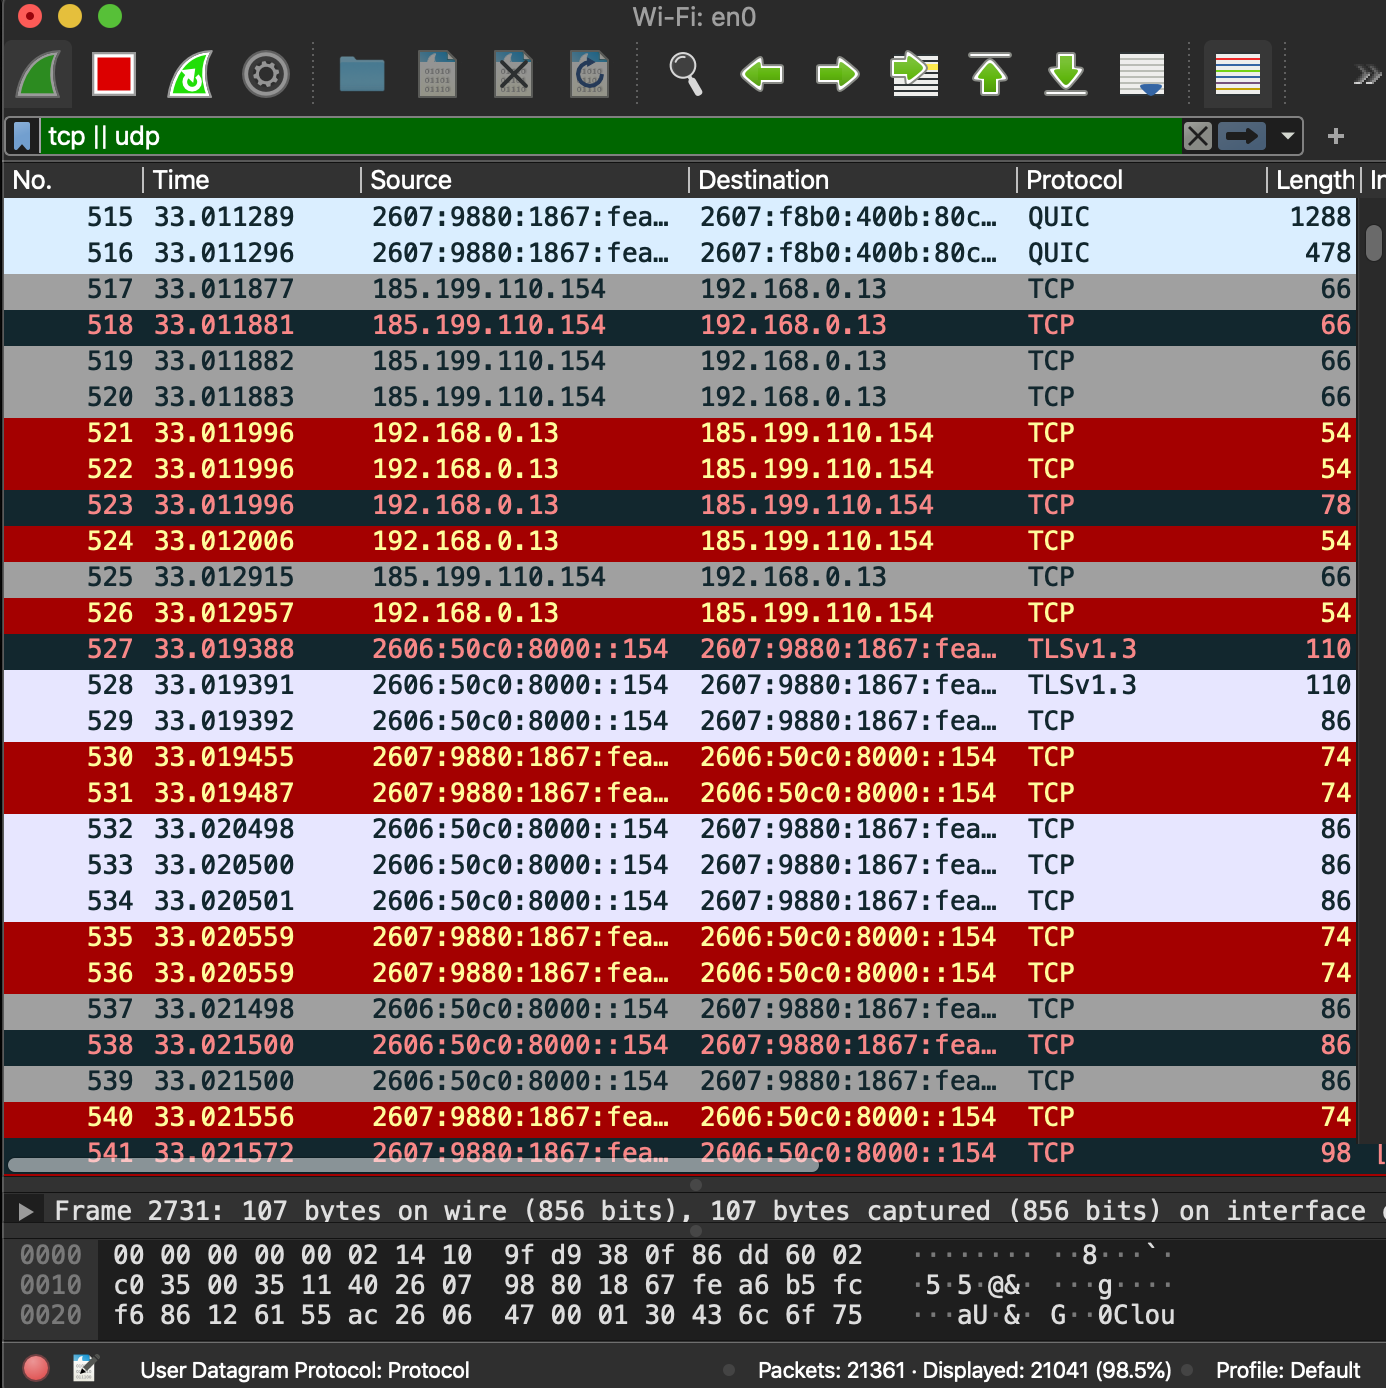 Wi-Fi: en0
tcp || udp
No. Time Source Destination Protocol Length In
515 33.011289 2607:9880:1867:fea… 2607:f8b0:400b:80c… QUIC 1288
516 33.011296 2607:9880:1867:fea… 2607:f8b0:400b:80c… QUIC 478
517 33.011877 185.199.110.154 192.168.0.13 TCP 66
518 33.011881 185.199.110.154 192.168.0.13 TCP 66
519 33.011882 185.199.110.154 192.168.0.13 TCP 66
520 33.011883 185.199.110.154 192.168.0.13 TCP 66
521 33.011996 192.168.0.13 185.199.110.154 TCP 54
522 33.011996 192.168.0.13 185.199.110.154 TCP 54
523 33.011996 192.168.0.13 185.199.110.154 TCP 78
524 33.012006 192.168.0.13 185.199.110.154 TCP 54
525 33.012915 185.199.110.154 192.168.0.13 TCP 66
526 33.012957 192.168.0.13 185.199.110.154 TCP 54
527 33.019388 2606:50c0:8000::154 2607:9880:1867:fea… TLSv1.3 110
528 33.019391 2606:50c0:8000::154 2607:9880:1867:fea… TLSv1.3 110
529 33.019392 2606:50c0:8000::154 2607:9880:1867:fea… TCP 86
530 33.019455 2607:9880:1867:fea… 2606:50c0:8000::154 TCP 74
531 33.019487 2607:9880:1867:fea… 2606:50c0:8000::154 TCP 74
532 33.020498 2606:50c0:8000::154 2607:9880:1867:fea… TCP 86
533 33.020500 2606:50c0:8000::154 2607:9880:1867:fea… TCP 86
534 33.020501 2606:50c0:8000::154 2607:9880:1867:fea… TCP 86
535 33.020559 2607:9880:1867:fea… 2606:50c0:8000::154 TCP 74
536 33.020559 2607:9880:1867:fea… 2606:50c0:8000::154 TCP 74
537 33.021498 2606:50c0:8000::154 2607:9880:1867:fea… TCP 86
538 33.021500 2606:50c0:8000::154 2607:9880:1867:fea… TCP 86
539 33.021500 2606:50c0:8000::154 2607:9880:1867:fea… TCP 86
540 33.021556 2607:9880:1867:fea… 2606:50c0:8000::154 TCP 74
541 33.021572 2607:9880:1867:fea… 2606:50c0:8000::154 TCP 98
Frame 2731: 107 bytes on wire (856 bits), 107 bytes captured (856 bits) on interface
0000 00 00 00 00 00 02 14 10 9f d9 38 0f 86 dd 60 02 ········ ··8···`·
0010 c0 35 00 35 11 40 26 07 98 80 18 67 fe a6 b5 fc ·5·5·@&· ···g····
0020 f6 86 12 61 55 ac 26 06 47 00 01 30 43 6c 6f 75 ···aU·&· G··0Clou
User Datagram Protocol: Protocol
Packets: 21361 · Displayed: 21041 (98.5%)
Profile: Default